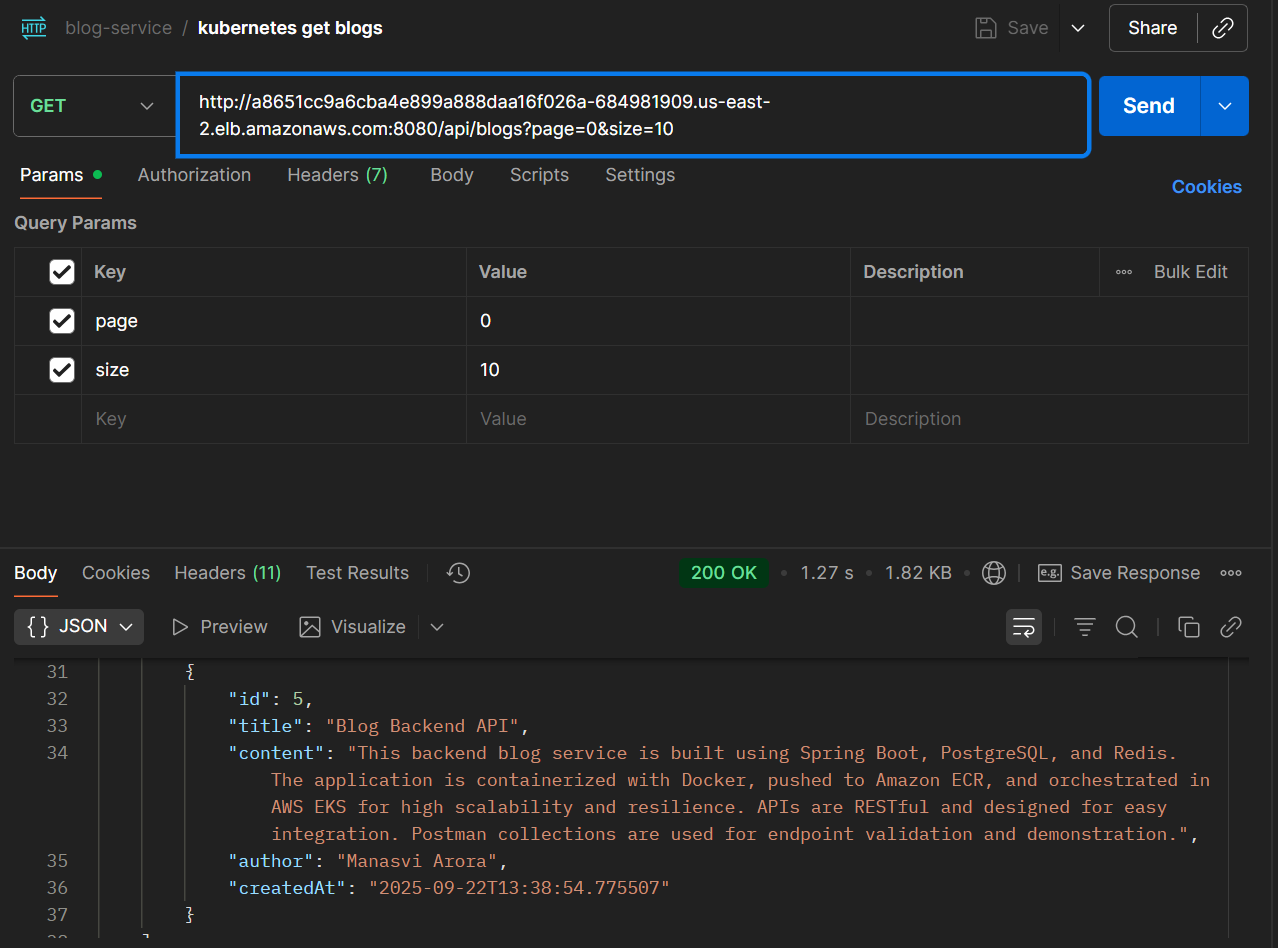 HTTP blog-service / kubernetes get blogs Save Share
GET http://a8651cc9a6cba4e899a888daa16f026a-684981909.us-east-
2.elb.amazonaws.com:8080/api/blogs?page=0&size=10 Send
Params Authorization Headers (7) Body Scripts Settings Cookies
Query Params
Key Value Description Bulk Edit
page 0
size 10
Key Value Description
Body Cookies Headers (11) Test Results 200 OK 1.27 s 1.82 KB e.g. Save Response
{} JSON Preview Visualize
31 {
32 "id": 5,
33 "title": "Blog Backend API",
34 "content": "This backend blog service is built using Spring Boot, PostgreSQL, and Redis.
The application is containerized with Docker, pushed to Amazon ECR, and orchestrated in
AWS EKS for high scalability and resilience. APIs are RESTful and designed for easy
integration. Postman collections are used for endpoint validation and demonstration.",
35 "author": "Manasvi Arora",
36 "createdAt": "2025-09-22T13:38:54.775507"
37 }